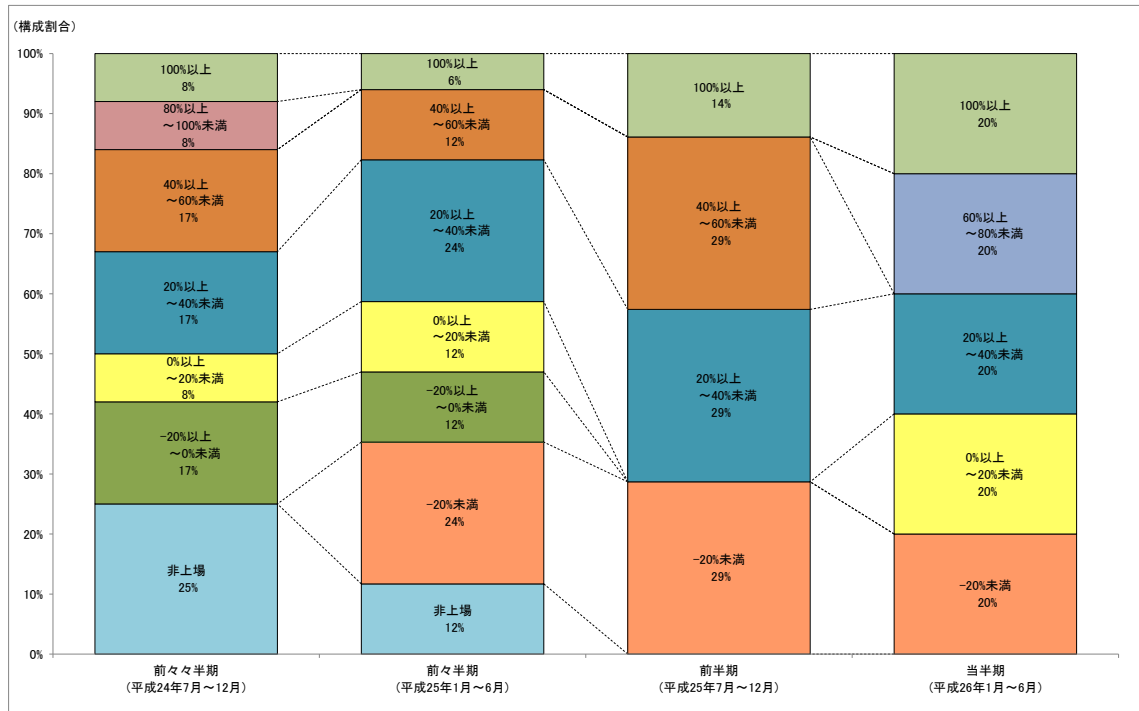 (構成割合)
100%
90%
80%
70%
60%
50%
40%
30%
20%
10%
0%
100%以上
8%
80%以上
～100%未満
8%
40%以上
～60%未満
17%
20%以上
～40%未満
17%
0%以上
～20%未満
8%
-20%以上
～0%未満
17%
非上場
25%
100%以上
6%
40%以上
～60%未満
12%
20%以上
～40%未満
24%
0%以上
～20%未満
12%
-20%以上
～0%未満
12%
-20%未満
24%
非上場
12%
100%以上
14%
40%以上
～60%未満
29%
20%以上
～40%未満
29%
-20%未満
29%
100%以上
20%
60%以上
～80%未満
20%
20%以上
～40%未満
20%
0%以上
～20%未満
20%
-20%未満
20%
前々々半期
(平成24年7月～12月)
前々半期
(平成25年1月～6月)
前半期
(平成25年7月～12月)
当半期
(平成26年1月～6月)